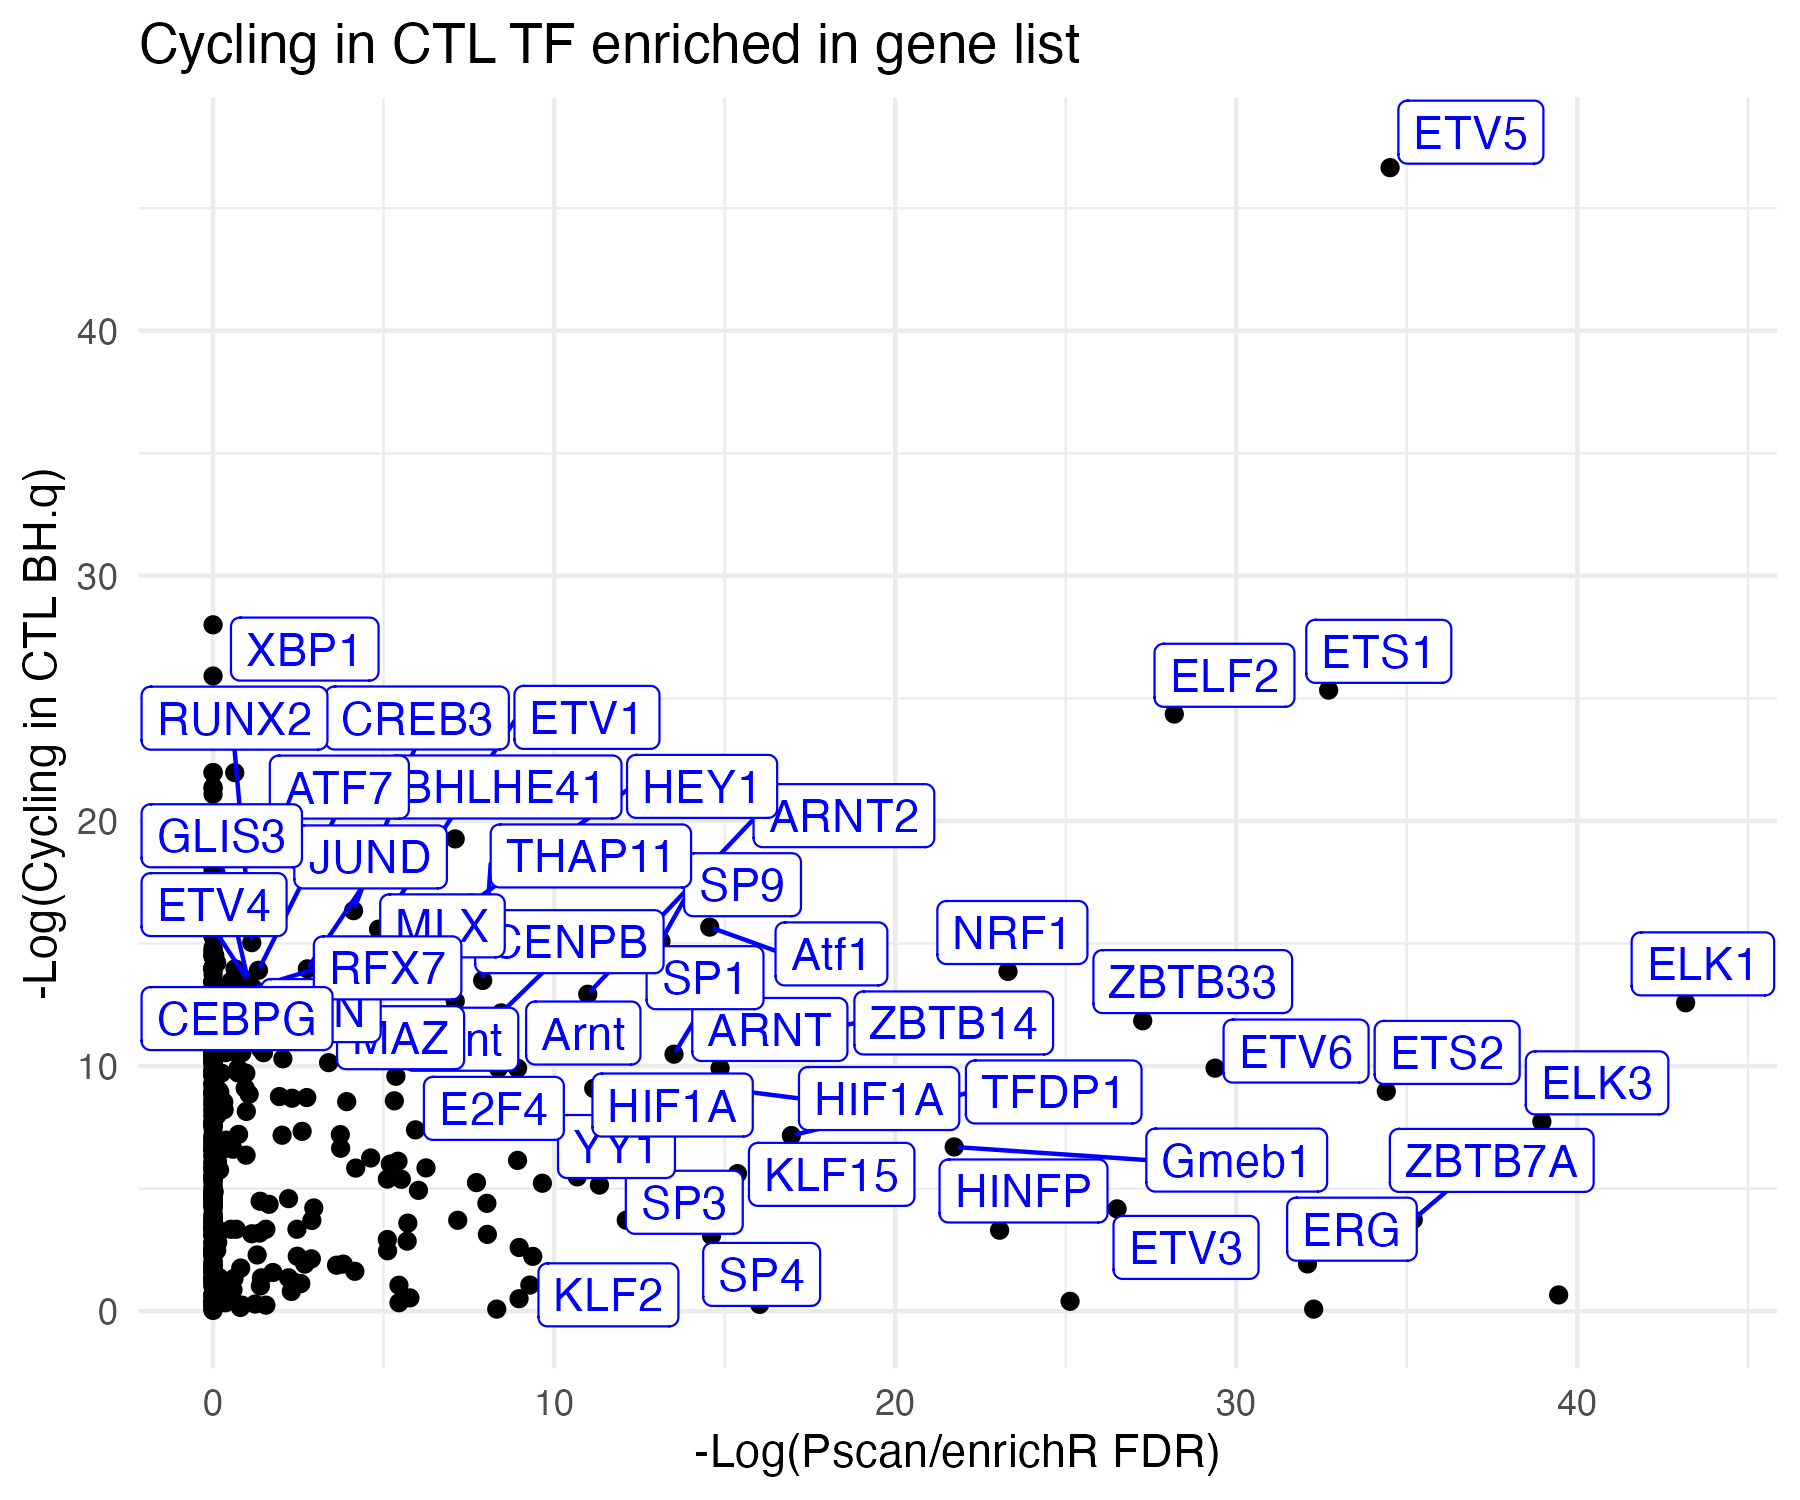 Cycling in CTL TF enriched in gene list
ETV5
40
30
20
10
0
-Log(Cycling in CTL BH.q)
XBP1
ELF2
ETS1
RUNX2
CREB3
ETV1
ATF7
BHLHE41
HEY1
ARNT2
GLIS3
JUND
THAP11
SP9
ETV4
MLX
CENPB
Atf1
NRF1
RFX7
SP1
ZBTB33
ELK1
CEBPG
N
MAZ
nt
Arnt
ARNT
ZBTB14
ETV6
ETS2
ELK3
E2F4
HIF1A
HIF1A
TFDP1
YY1
KLF15
Gmeb1
ZBTB7A
SP3
HINFP
ETV3
ERG
KLF2
SP4
0
10
20
30
40
-Log(Pscan/enrichR FDR)